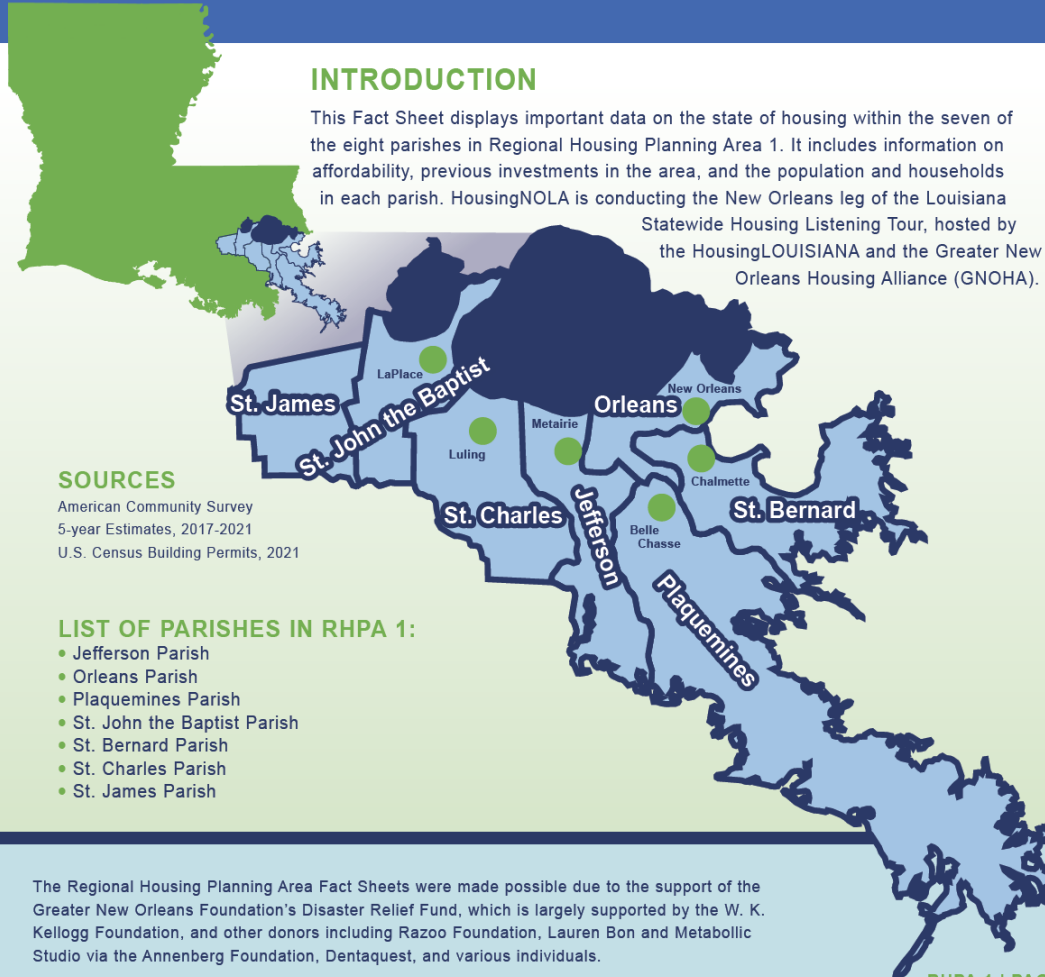 INTRODUCTION
This Fact Sheet displays important data on the state of housing within the seven of
the eight parishes in Regional Housing Planning Area 1. It includes information on
affordability, previous investments in the area, and the population and households
in each parish. HousingNOLA is conducting the New Orleans leg of the Louisiana
Statewide Housing Listening Tour, hosted by
the HousingLOUISIANA and the Greater New
Orleans Housing Alliance (GNOHA).
LaPlace
St. James
St. John the Baptist
New Orleans
Orleans
Metairie
Luling
Chalmette
St. Charles
Jefferson
St. Bernard
Belle
Chasse
Plaquemines
SOURCES
American Community Survey
5-year Estimates, 2017-2021
U.S. Census Building Permits, 2021
LIST OF PARISHES IN RHPA 1:
• Jefferson Parish
• Orleans Parish
• Plaquemines Parish
• St. John the Baptist Parish
• St. Bernard Parish
• St. Charles Parish
• St. James Parish
The Regional Housing Planning Area Fact Sheets were made possible due to the support of the
Greater New Orleans Foundation's Disaster Relief Fund, which is largely supported by the W. K.
Kellogg Foundation, and other donors including Razoo Foundation, Lauren Bon and Metabollic
Studio via the Annenberg Foundation, Dentaquest, and various individuals.